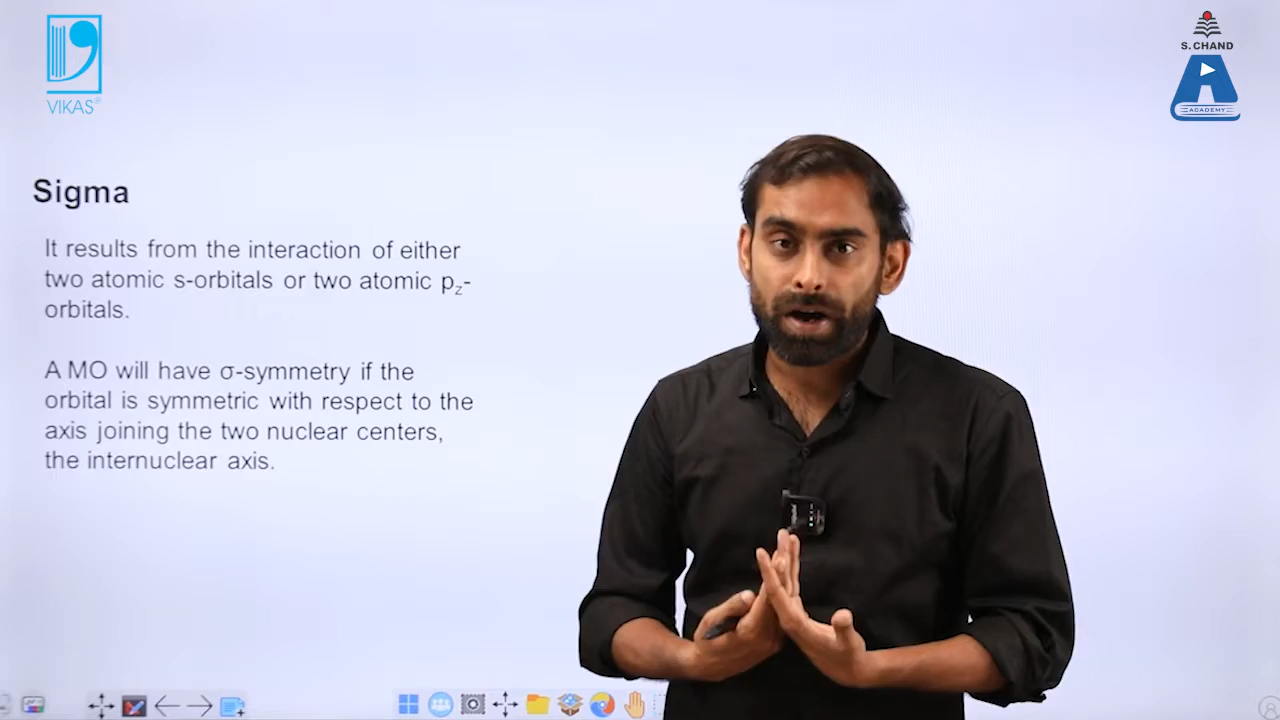 VIKAS®
S. CHAND
ACADEMY
Sigma
It results from the interaction of either
two atomic s-orbitals or two atomic pz-
orbitals.
A MO will have σ-symmetry if the
orbital is symmetric with respect to the
axis joining the two nuclear centers,
the internuclear axis.